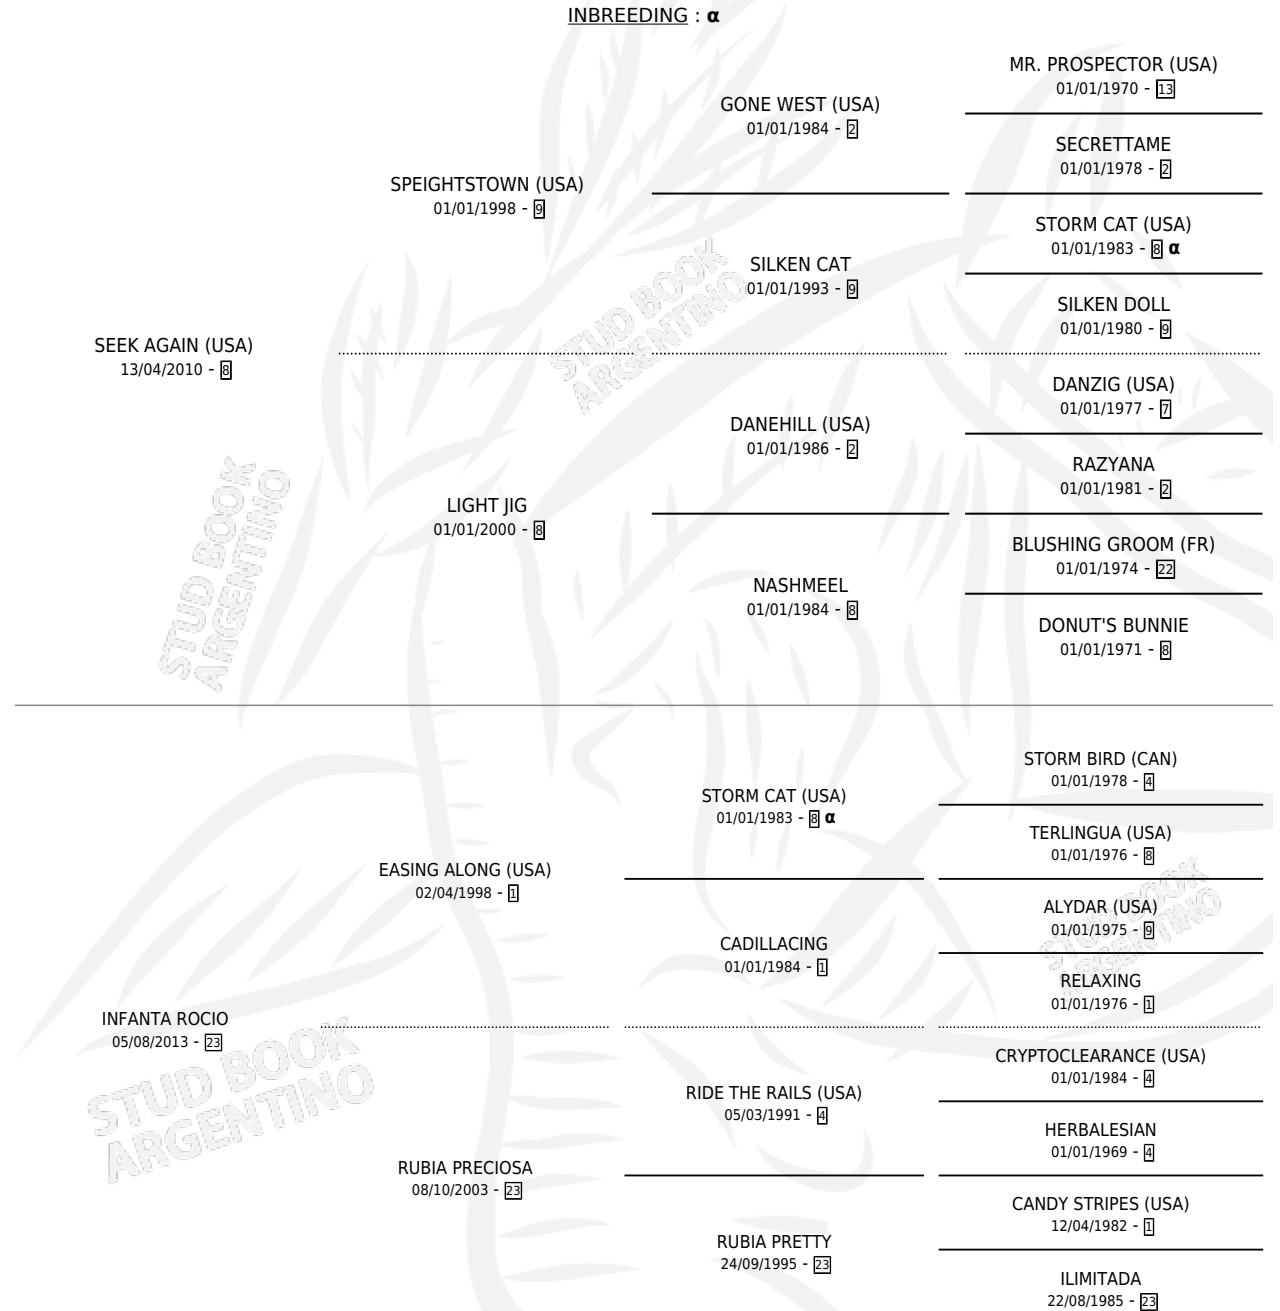 INBREEDING : α
MR. PROSPECTOR (USA)
01/01/1970 - 13
GONE WEST (USA)
01/01/1984 - 2
SECRETTAME
01/01/1978 - 2
SPEIGHTSTOWN (USA)
01/01/1998 - 9
STORM CAT (USA)
01/01/1983 - 8 α
SILKEN CAT
01/01/1993 - 9
SILKEN DOLL
01/01/1980 - 9
SEEK AGAIN (USA)
13/04/2010 - 8
DANZIG (USA)
01/01/1977 - 7
DANEHILL (USA)
01/01/1986 - 2
RAZYANA
01/01/1981 - 2
LIGHT JIG
01/01/2000 - 8
BLUSHING GROOM (FR)
01/01/1974 - 22
NASHMEEL
01/01/1984 - 8
DONUT'S BUNNIE
01/01/1971 - 8
STORM BIRD (CAN)
01/01/1978 - 4
STORM CAT (USA)
01/01/1983 - 8 α
TERLINGUA (USA)
01/01/1976 - 8
EASING ALONG (USA)
02/04/1998 - 1
ALYDAR (USA)
01/01/1975 - 9
CADILLACING
01/01/1984 - 1
RELAXING
01/01/1976 - 1
INFANTA ROCIO
05/08/2013 - 23
CRYPTOCLEARANCE (USA)
01/01/1984 - 4
RIDE THE RAILS (USA)
05/03/1991 - 4
HERBALESIAN
01/01/1969 - 4
RUBIA PRECIOSA
08/10/2003 - 23
CANDY STRIPES (USA)
12/04/1982 - 1
RUBIA PRETTY
24/09/1995 - 23
ILIMITADA
22/08/1985 - 23
STUD BOOK
ARGENTINO
STUD BOOK
ARGENTINO
STUD BOOK
ARGENTINO
STUD BOOK
ARGENTINO